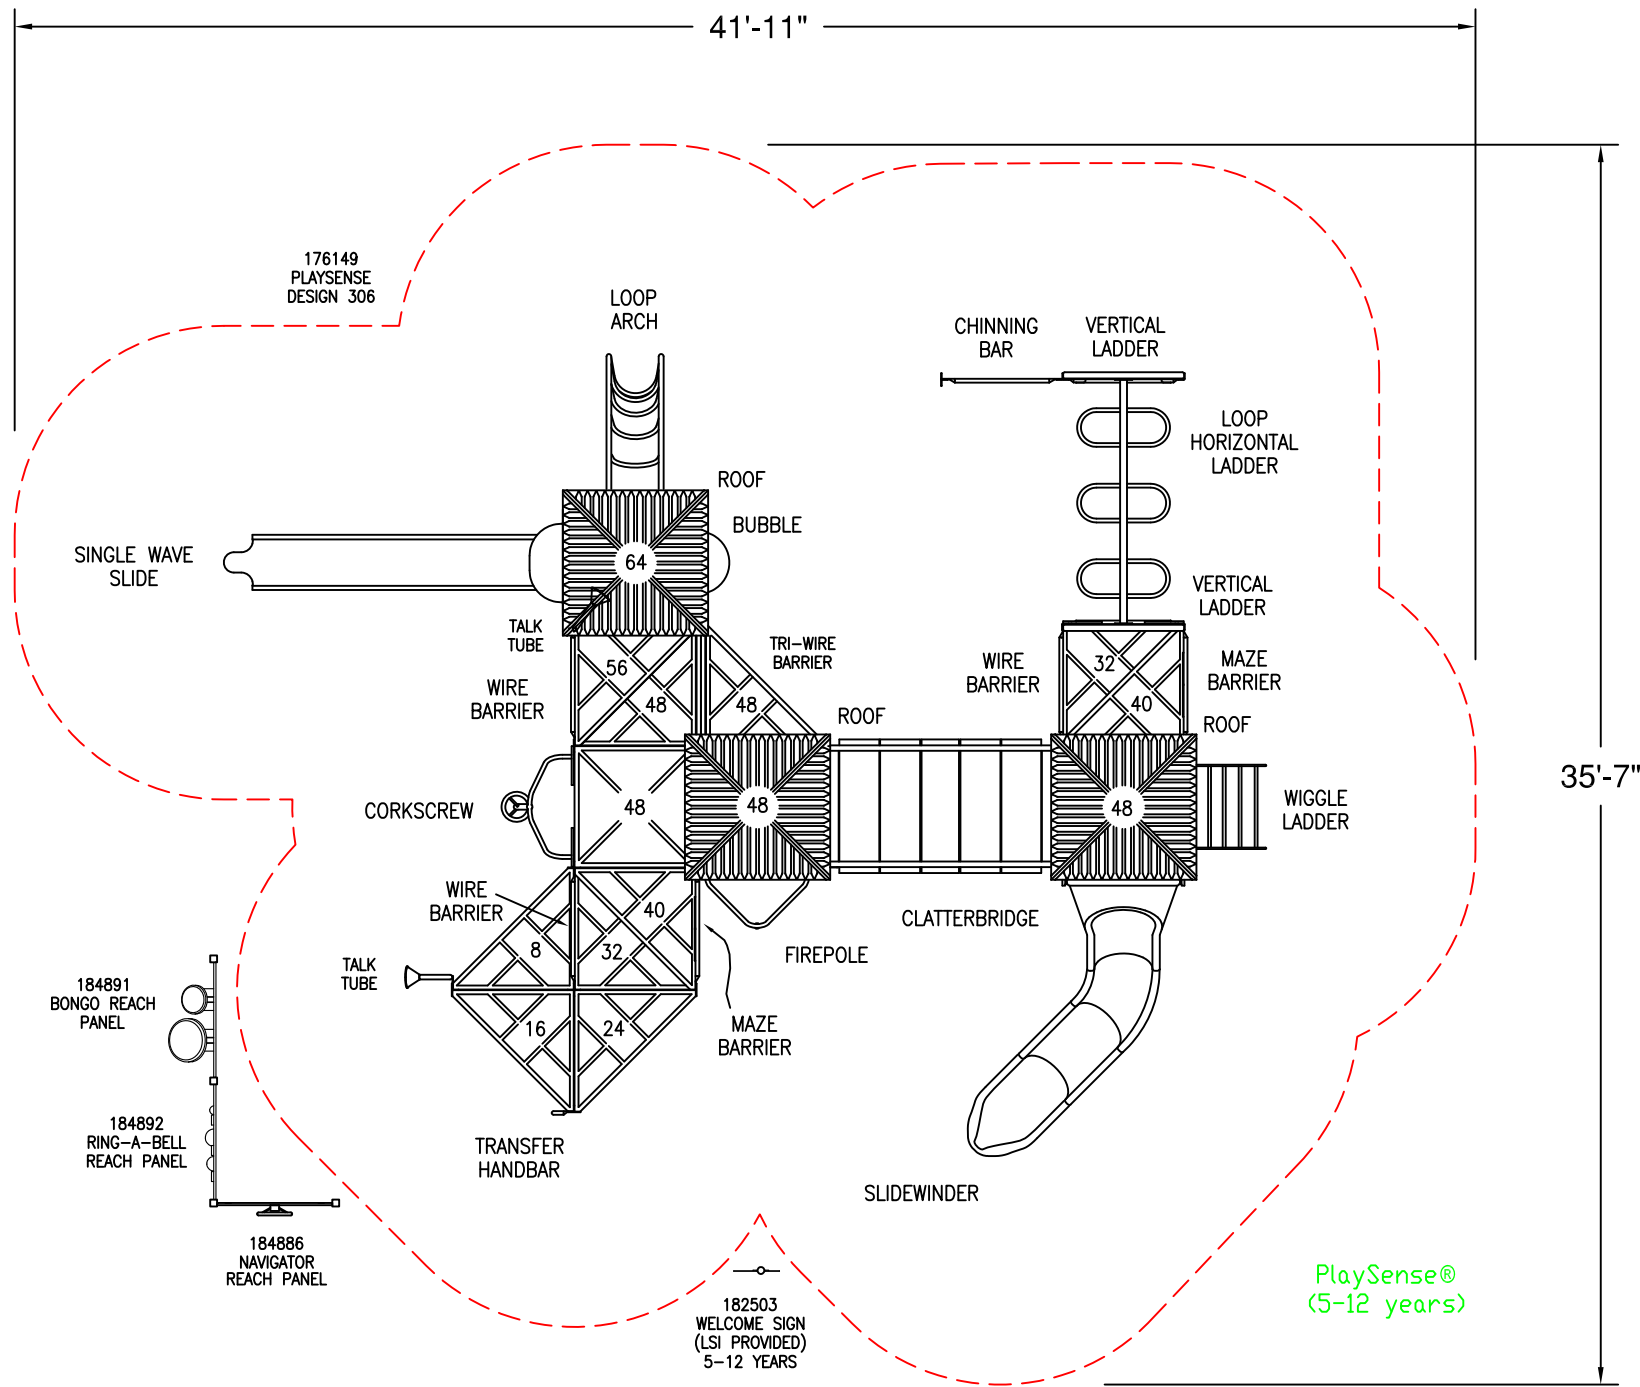 41'-11"
176149
PLAYSENSE
DESIGN 306
LOOP
ARCH
CHINNING
BAR
VERTICAL
LADDER
LOOP
HORIZONTAL
LADDER
ROOF
BUBBLE
SINGLE WAVE
SLIDE
64
VERTICAL
LADDER
TALK
TUBE
TRI-WIRE
BARRIER
WIRE
BARRIER
56
48
48
WIRE
BARRIER
32
40
MAZE
BARRIER
ROOF
ROOF
35'-7"
CORKSCREW
48
48
48
WIGGLE
LADDER
WIRE
BARRIER
40
8
32
CLATTERBRIDGE
FIREPOLE
TALK
TUBE
184891
BONGO REACH
PANEL
16
24
MAZE
BARRIER
184892
RING-A-BELL
REACH PANEL
TRANSFER
HANDBAR
SLIDEWINDER
184886
NAVIGATOR
REACH PANEL
182503
WELCOME SIGN
(LSI PROVIDED)
5-12 YEARS
PlaySense®
(5-12 years)